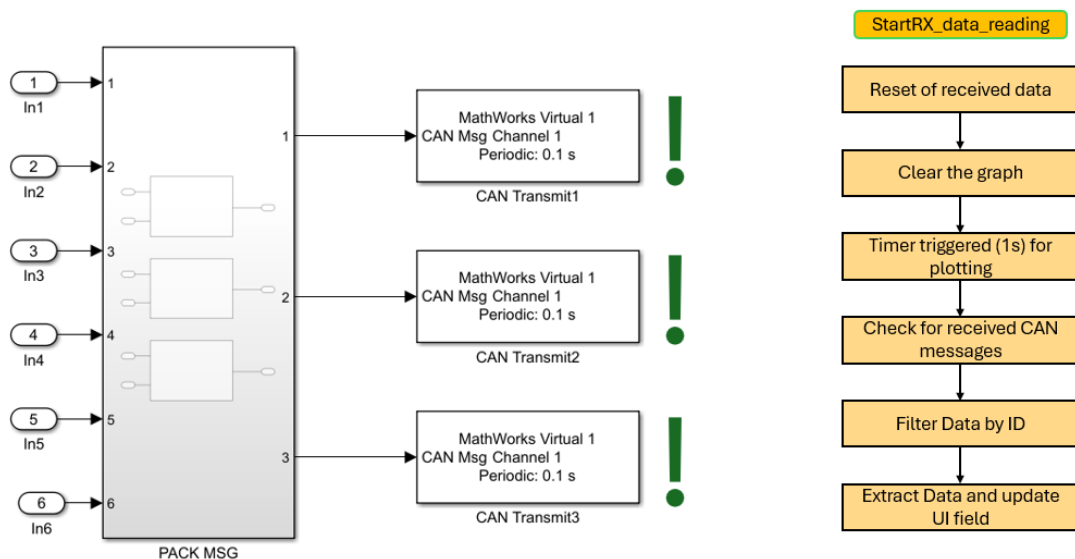 1
In1
2
In2
3
In3
4
In4
5
In5
6
In6
1
2
3
4
5
6
1
2
3
PACK MSG
MathWorks Virtual 1
CAN Msg Channel 1
Periodic: 0.1 s
CAN Transmit1
MathWorks Virtual 1
CAN Msg Channel 1
Periodic: 0.1 s
CAN Transmit2
MathWorks Virtual 1
CAN Msg Channel 1
Periodic: 0.1 s
CAN Transmit3
StartRX_data_reading
Reset of received data
Clear the graph
Timer triggered (1s) for
plotting
Check for received CAN
messages
Filter Data by ID
Extract Data and update
UI field